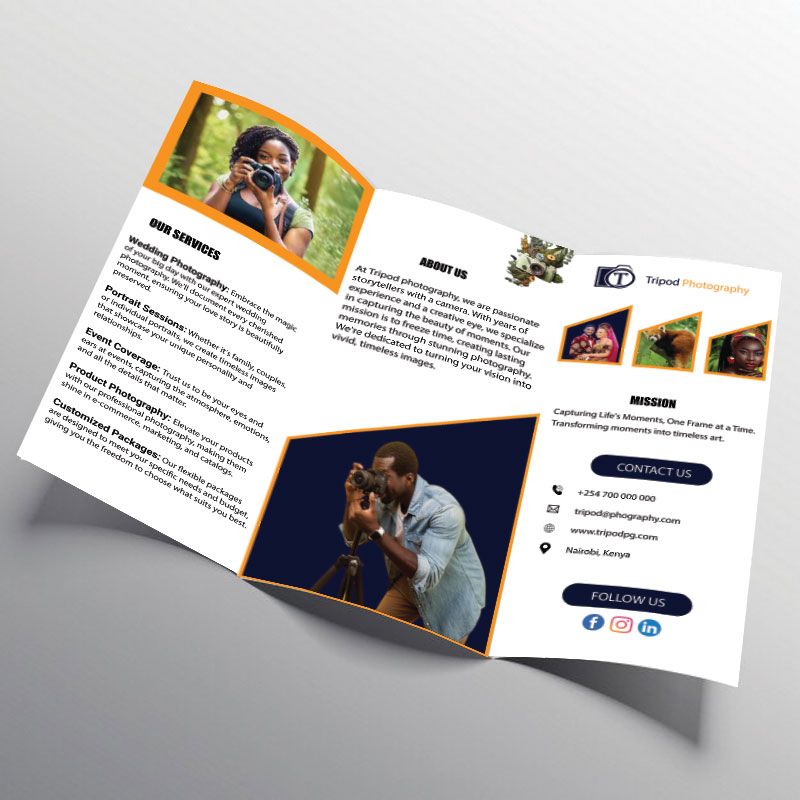 OUR SERVICES
Wedding Photography: Embrace the magic
of your big day with our expert wedding
photography. We'll document every cherished
moment, ensuring your love story is beautifully
preserved.
Portrait Sessions: Whether it's family, couples,
or individual portraits, we create timeless images
that showcase your unique personality and
relationships.
Event Coverage: Trust us to be your eyes and
ears at events, capturing the atmosphere, emotions,
and all the details that matter.
Product Photography: Elevate your products
with our professional photography, making them
shine in e-commerce, marketing, and catalogs.
Customized Packages: Our flexible packages
are designed to meet your specific needs and budget,
giving you the freedom to choose what suits you best.
ABOUT US
At Tripod photography, we are passionate
storytellers with a camera. With years of
experience and a creative eye, we specialize
in capturing the beauty of moments. Our
mission is to freeze time, creating lasting
memories through stunning photography.
We're dedicated to turning your vision into
vivid, timeless images.
T
Tripod Photography
MISSION
Capturing Life's Moments, One Frame at a Time.
Transforming moments into timeless art.
CONTACT US
+254 700 000 000
tripod@phography.com
www.tripodpg.com
Nairobi, Kenya
FOLLOW US
f
in